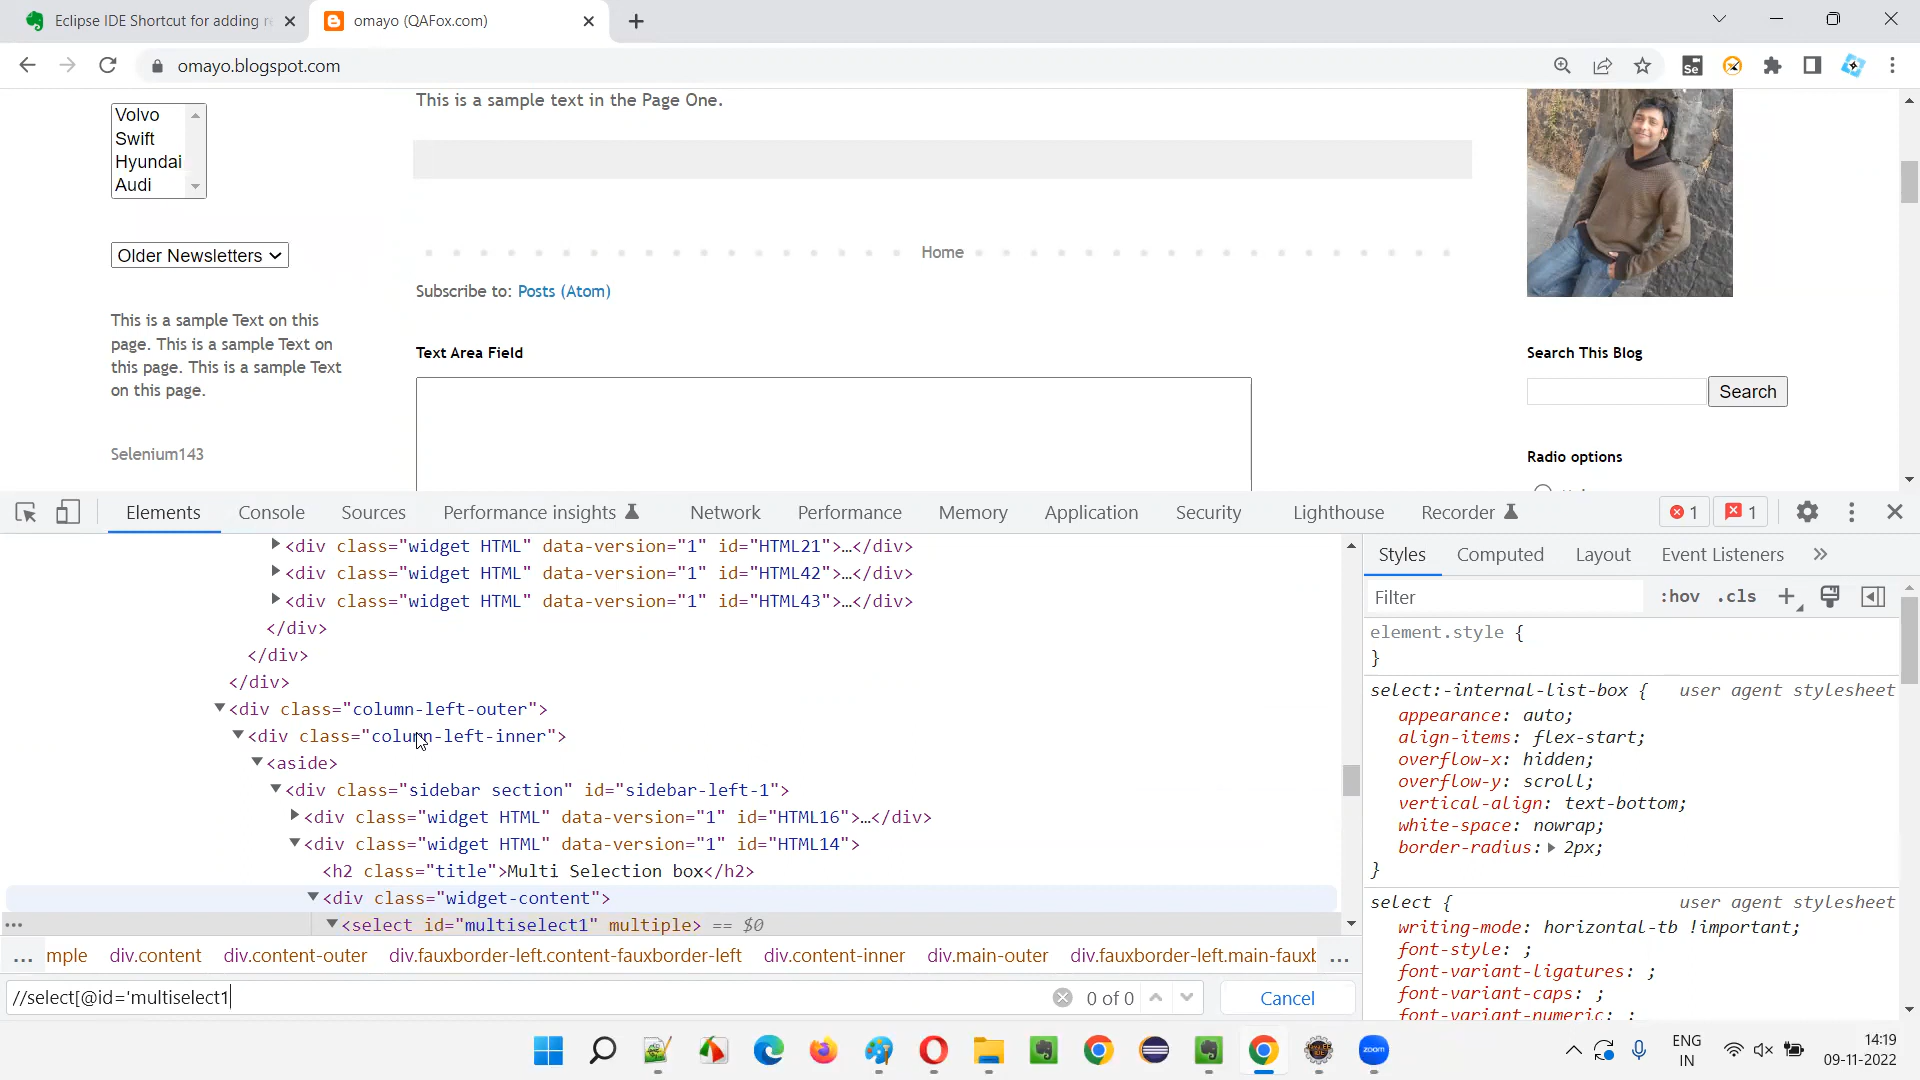 Eclipse IDE Shortcut for adding re
omayo (QAFox.com)
omayo.blogspot.com
Volvo
Swift
Hyundai
Audi
Older Newsletters
This is a sample Text on this
page. This is a sample Text on
this page. This is a sample Text
on this page.
Selenium143
This is a sample text in the Page One.
Home
Subscribe to: Posts (Atom)
Text Area Field
Search This Blog
Search
Radio options
Elements
Console
Sources
Performance insights
Network
Performance
Memory
Application
Security
Lighthouse
Recorder
1
1
<div class="widget HTML" data-version="1" id="HTML21">…</div>
<div class="widget HTML" data-version="1" id="HTML42">…</div>
<div class="widget HTML" data-version="1" id="HTML43">…</div>
</div>
</div>
</div>
<div class="column-left-outer">
<div class="column-left-inner">
<aside>
<div class="sidebar section" id="sidebar-left-1">
<div class="widget HTML" data-version="1" id="HTML16">…</div>
<div class="widget HTML" data-version="1" id="HTML14">
<h2 class="title">Multi Selection box</h2>
<div class="widget-content">
… <select id="multiselect1" multiple> == $0
… mple div.content div.content-outer div.fauxborder-left.content-fauxborder-left div.content-inner div.main-outer div.fauxborder-left.main-fauxb …
//select[@id='multiselect1
0 of 0
Cancel
Styles
Computed
Layout
Event Listeners
»
Filter
:hov .cls
element.style {
}
select:-internal-list-box { user agent stylesheet
appearance: auto;
align-items: flex-start;
overflow-x: hidden;
overflow-y: scroll;
vertical-align: text-bottom;
white-space: nowrap;
border-radius: 2px;
}
select { user agent stylesheet
writing-mode: horizontal-tb !important;
font-style: ;
font-variant-ligatures: ;
font-variant-caps: ;
font-variant-numeric: ;
Se
zoom
ENG
IN
14:19
09-11-2022